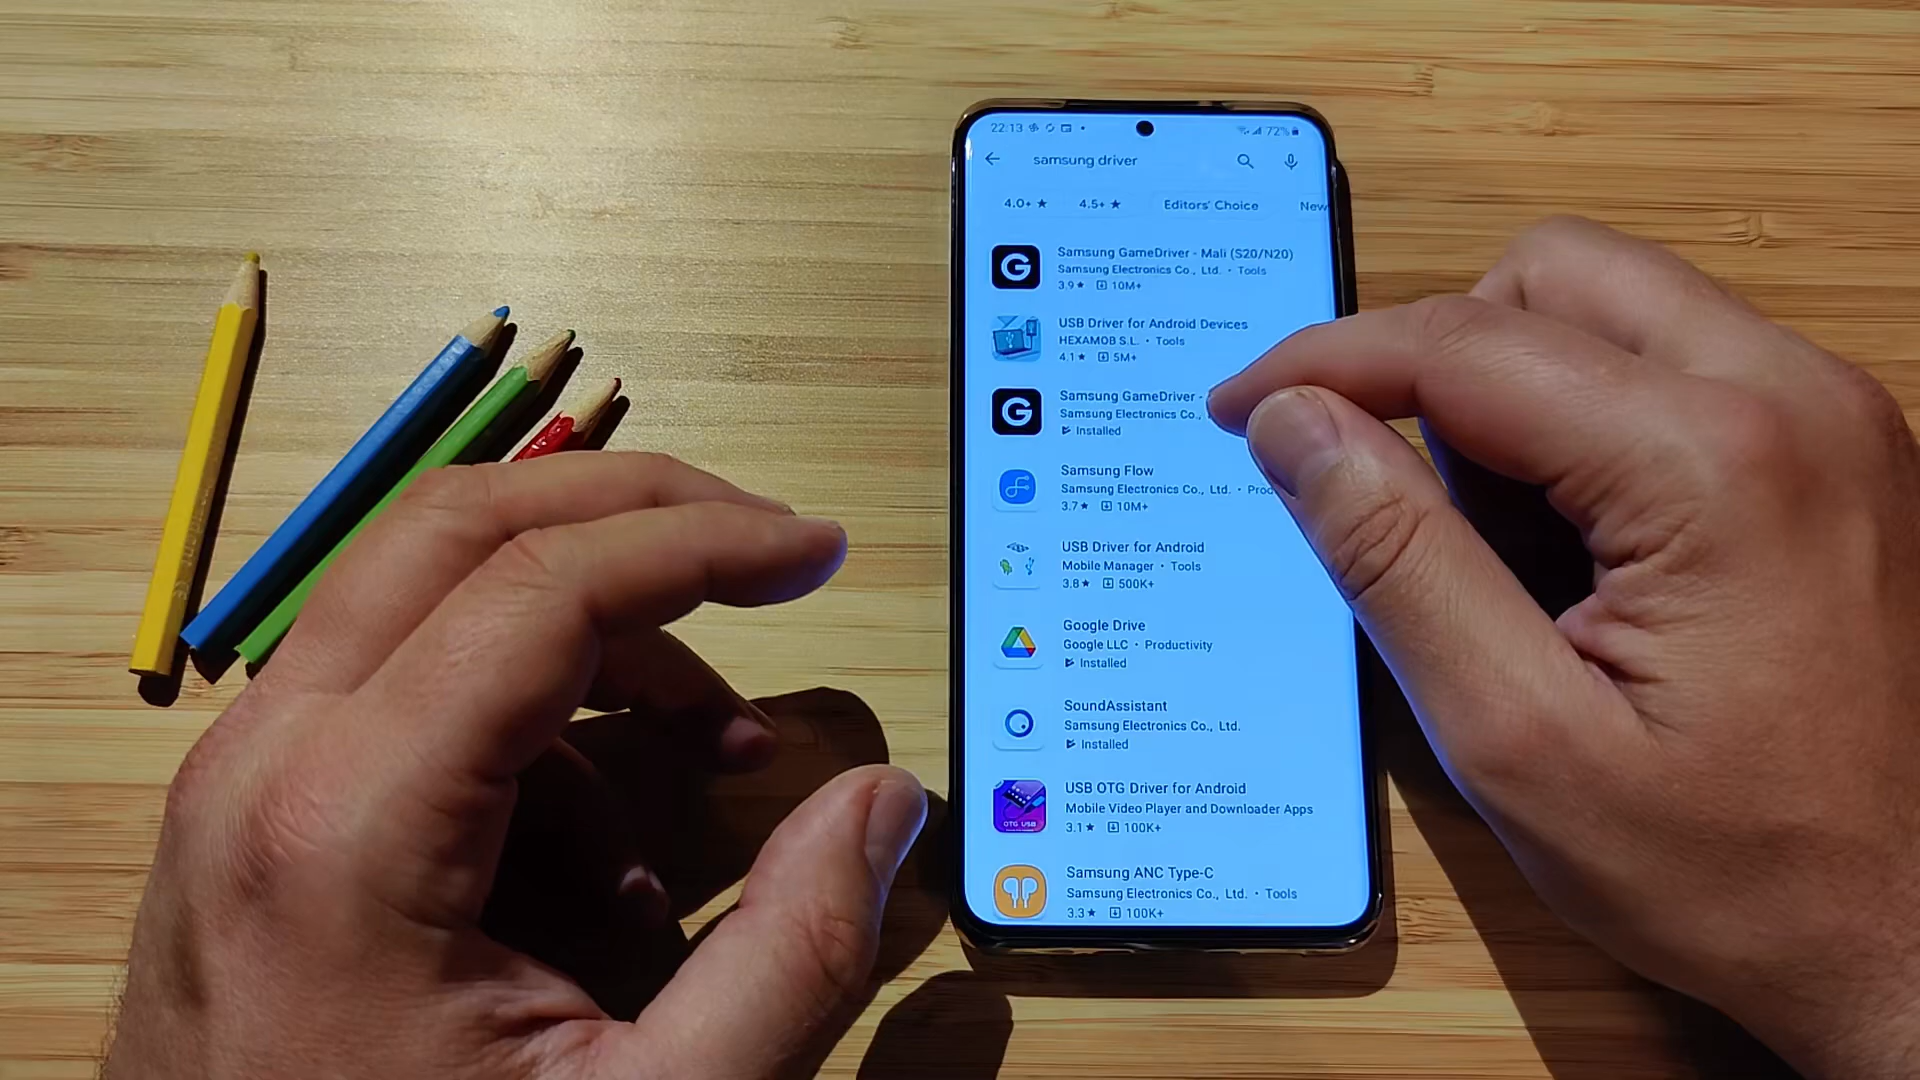 22:13
72%
samsung driver
4.0+ ★
4.5+ ★
Editors' Choice
New
Samsung GameDriver - Mali (S20/N20)
Samsung Electronics Co., Ltd. • Tools
3.9 ★ 10M+
USB Driver for Android Devices
HEXAMOB S.L. • Tools
4.1 ★ 5M+
Samsung GameDriver -
Samsung Electronics Co.,
Installed
Samsung Flow
Samsung Electronics Co., Ltd. • Prod
3.7 ★ 10M+
USB Driver for Android
Mobile Manager • Tools
3.8 ★ 500K+
Google Drive
Google LLC • Productivity
Installed
SoundAssistant
Samsung Electronics Co., Ltd.
Installed
OTG USB
USB OTG Driver for Android
Mobile Video Player and Downloader Apps
3.1 ★ 100K+
Samsung ANC Type-C
Samsung Electronics Co., Ltd. • Tools
3.3 ★ 100K+